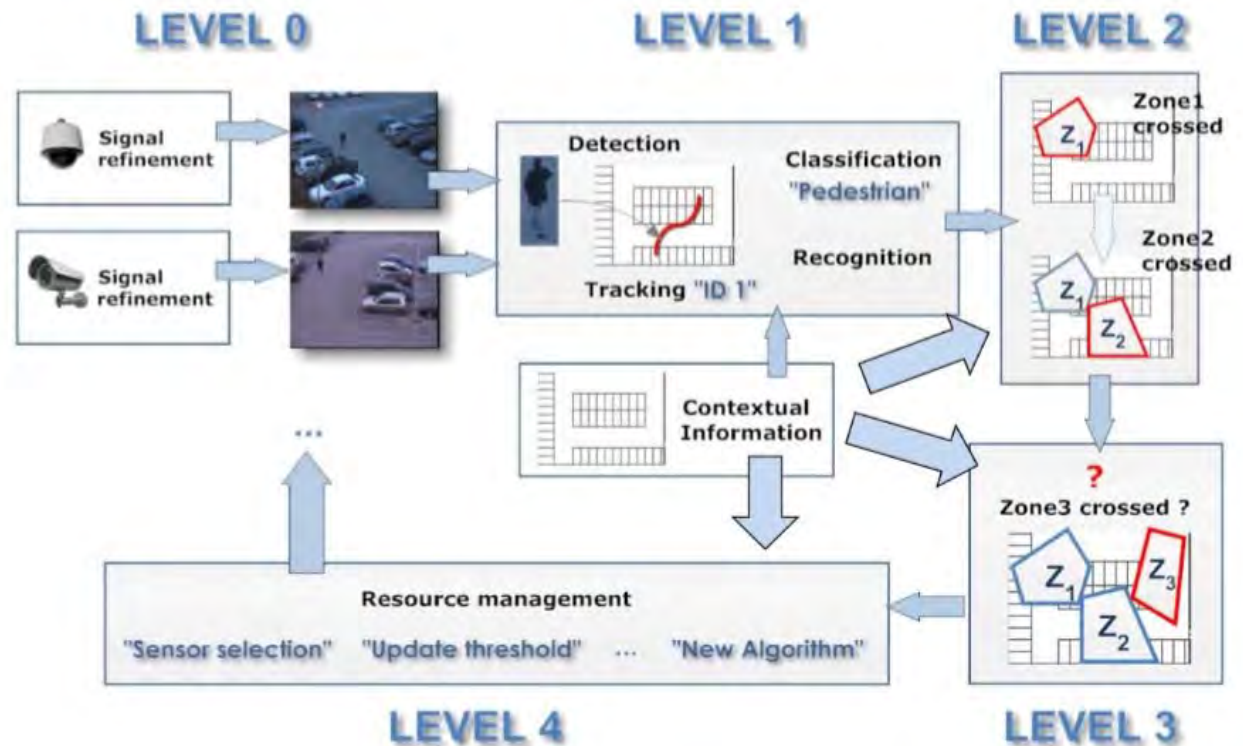 LEVEL 0
LEVEL 1
LEVEL 2
Signal
refinement
Signal
refinement
Detection
Classification
"Pedestrian"
Recognition
Tracking "ID 1"
Zone1
crossed
Z1
Zone2
crossed
Z1
Z2
Contextual
Information
...
?
Zone3 crossed ?
Z1
Z2
Z3
Resource management
"Sensor selection" "Update threshold" ... "New Algorithm"
LEVEL 4
LEVEL 3